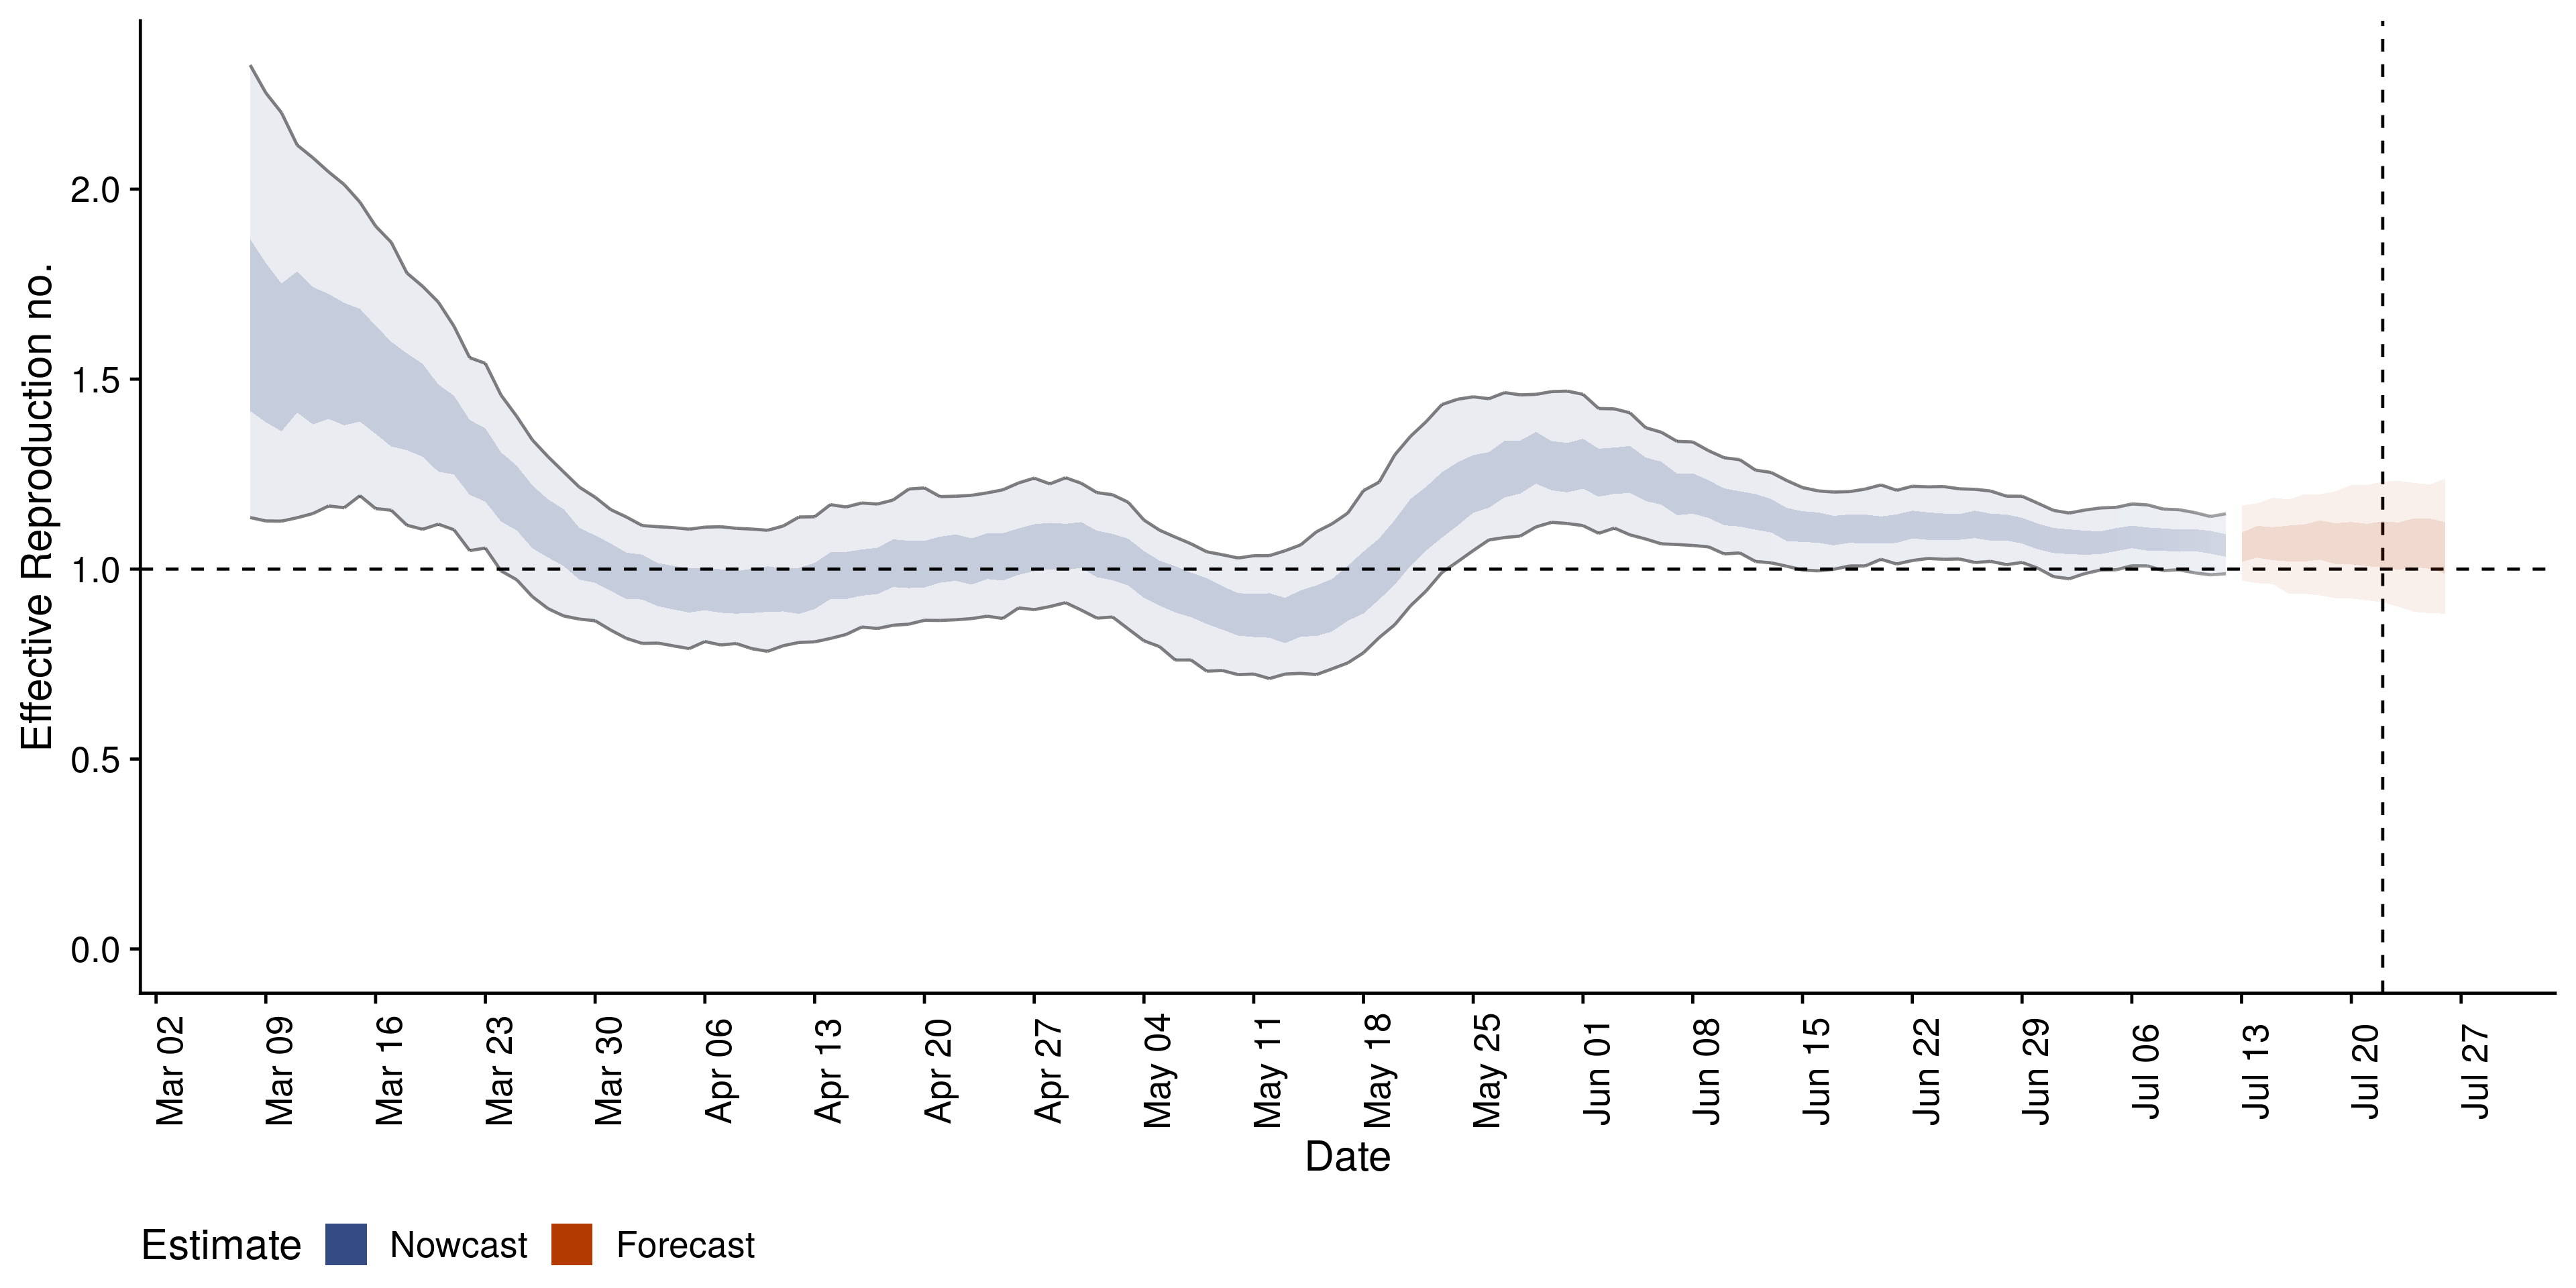 Effective Reproduction no.
2.0
1.5
1.0
0.5
0.0
Mar 02
Mar 09
Mar 16
Mar 23
Mar 30
Apr 06
Apr 13
Apr 20
Apr 27
May 04
May 11
May 18
May 25
Jun 01
Jun 08
Jun 15
Jun 22
Jun 29
Jul 06
Jul 13
Jul 20
Jul 27
Date
Estimate Nowcast Forecast